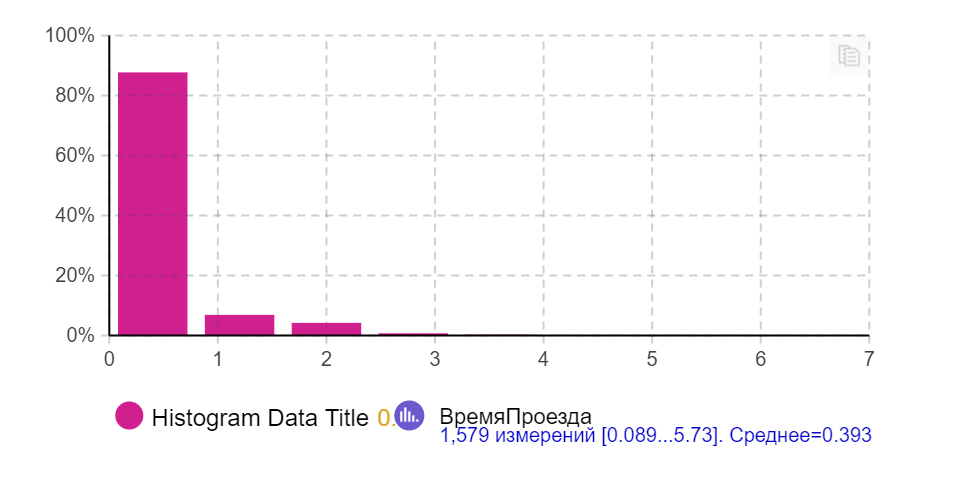 100%
80%
60%
40%
20%
0%
0 1 2 3 4 5 6 7
Histogram Data Title 0. ВремяПроезда
1,579 измерений [0.089...5.73]. Среднее=0.393